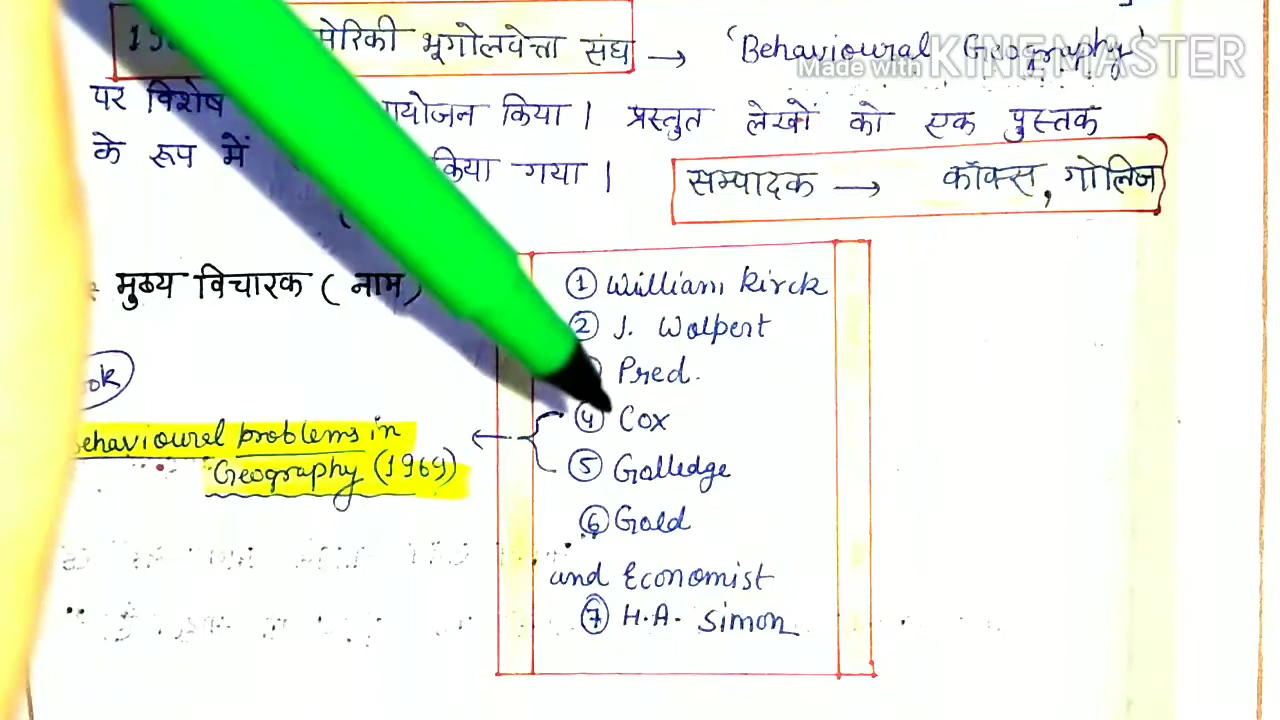 मेरिकी भूगोलवेत्ता संघ → 'Behavioural Geography'
Made with KINEMASTER
पर विशेष योजन किया । प्रस्तुत लेखों को एक पुस्तक
के रूप में किया गया ।
सम्पादक → कॉक्स, गोलिज
मुख्य विचारक ( नाम)
① William Kirck
② J. Wolpert
Pred.
④ Cox
⑤ Golledge
⑥ Gold
and Economist
⑦ H.A. Simon
ook
ehavioural problems in
Geography (1969)